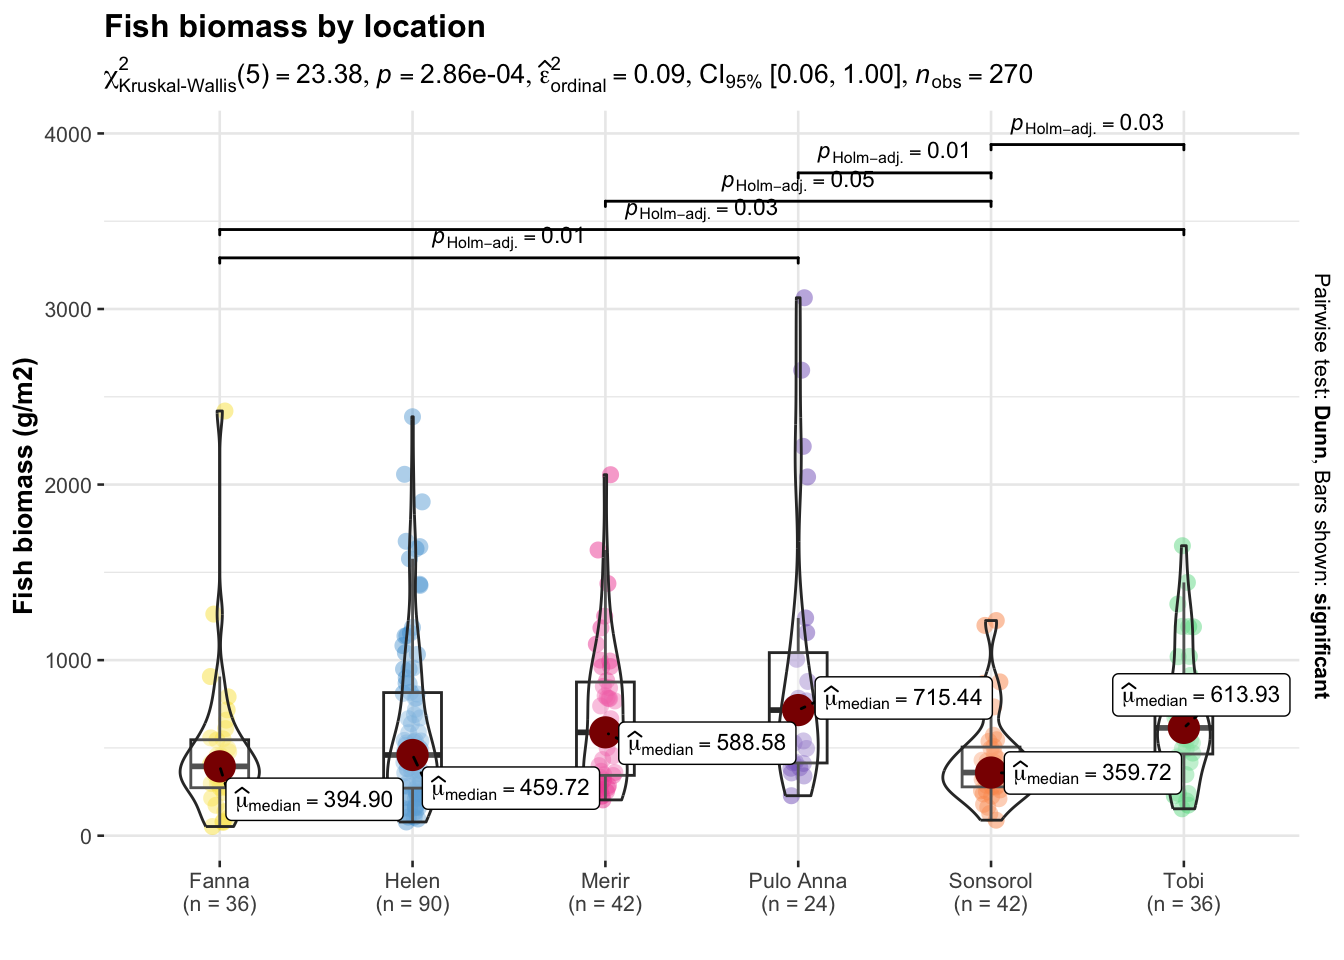 Fish biomass by location
χ²Kruskal-Wallis(5) = 23.38, p = 2.86e-04, ε̂²ordinal = 0.09, CI95% [0.06, 1.00], nobs = 270
4000
3000
2000
1000
0
Fish biomass (g/m2)
pHolm−adj. = 0.03
pHolm−adj. = 0.01
pHolm−adj. = 0.05
pHolm−adj. = 0.03
pHolm−adj. = 0.01
μ̂median = 394.90
μ̂median = 459.72
μ̂median = 588.58
μ̂median = 715.44
μ̂median = 359.72
μ̂median = 613.93
Fanna
(n = 36)
Helen
(n = 90)
Merir
(n = 42)
Pulo Anna
(n = 24)
Sonsorol
(n = 42)
Tobi
(n = 36)
Pairwise test: Dunn, Bars shown: significant